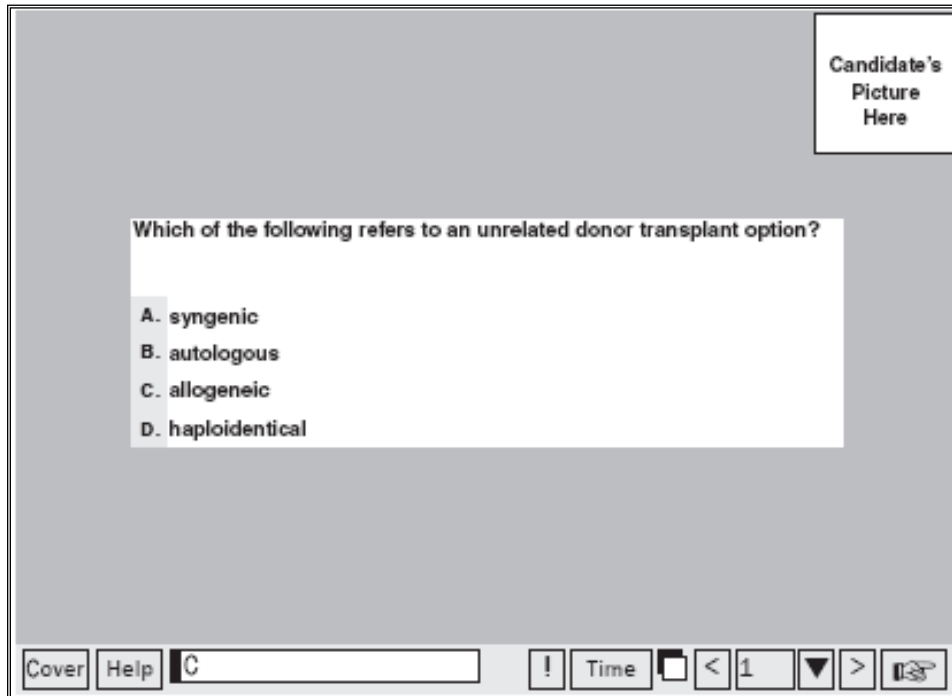 Candidate's
Picture
Here
Which of the following refers to an unrelated donor transplant option?
A. syngenic
B. autologous
C. allogeneic
D. haploidentical
Cover Help C ! Time < 1 ▼ >